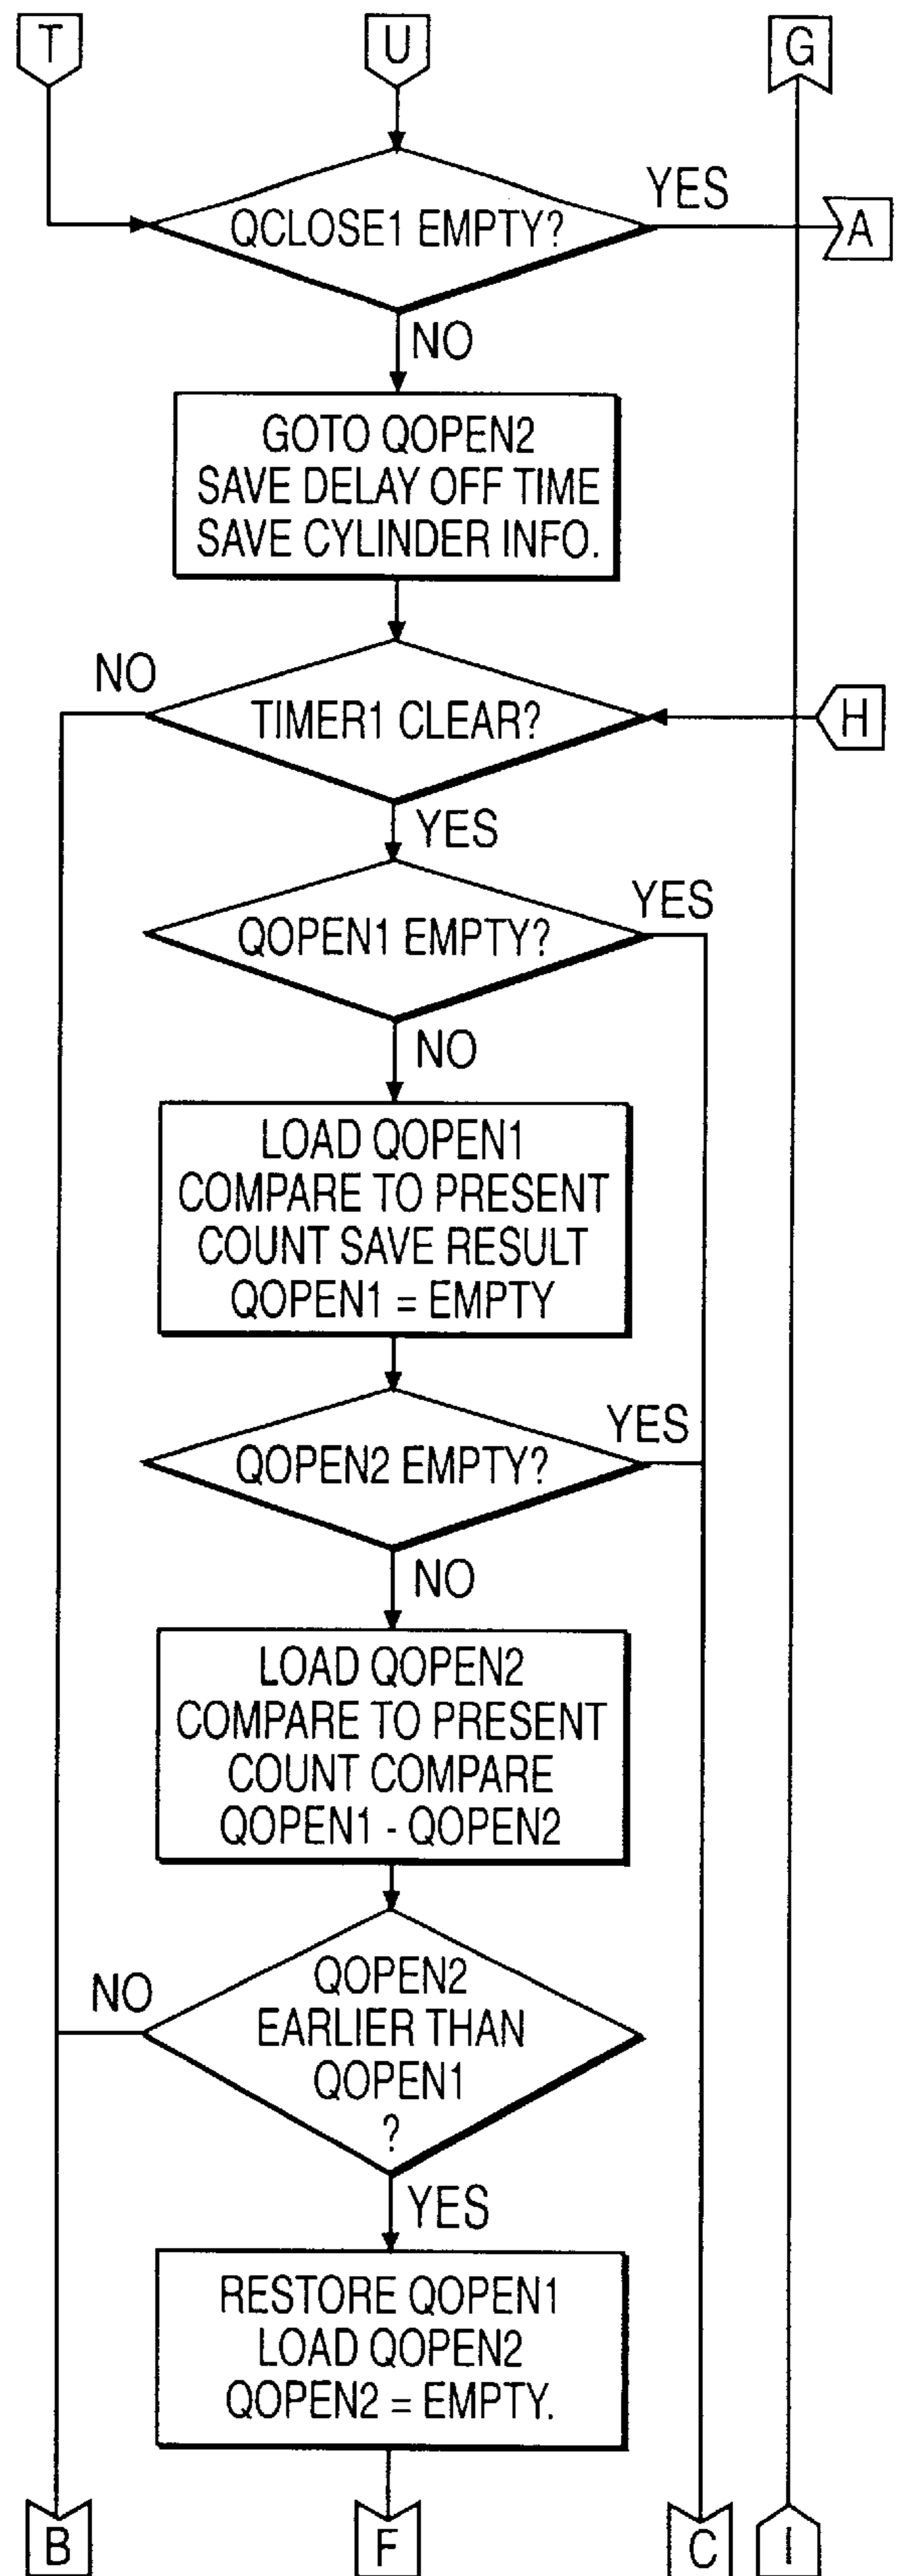 T
U
G
QCLOSE1 EMPTY?
YES
A
NO
GOTO QOPEN2
SAVE DELAY OFF TIME
SAVE CYLINDER INFO.
NO
TIMER1 CLEAR?
H
YES
QOPEN1 EMPTY?
YES
NO
LOAD QOPEN1
COMPARE TO PRESENT
COUNT SAVE RESULT
QOPEN1 = EMPTY
QOPEN2 EMPTY?
YES
NO
LOAD QOPEN2
COMPARE TO PRESENT
COUNT COMPARE
QOPEN1 - QOPEN2
NO
QOPEN2
EARLIER THAN
QOPEN1
?
YES
RESTORE QOPEN1
LOAD QOPEN2
QOPEN2 = EMPTY.
B
F
C
I